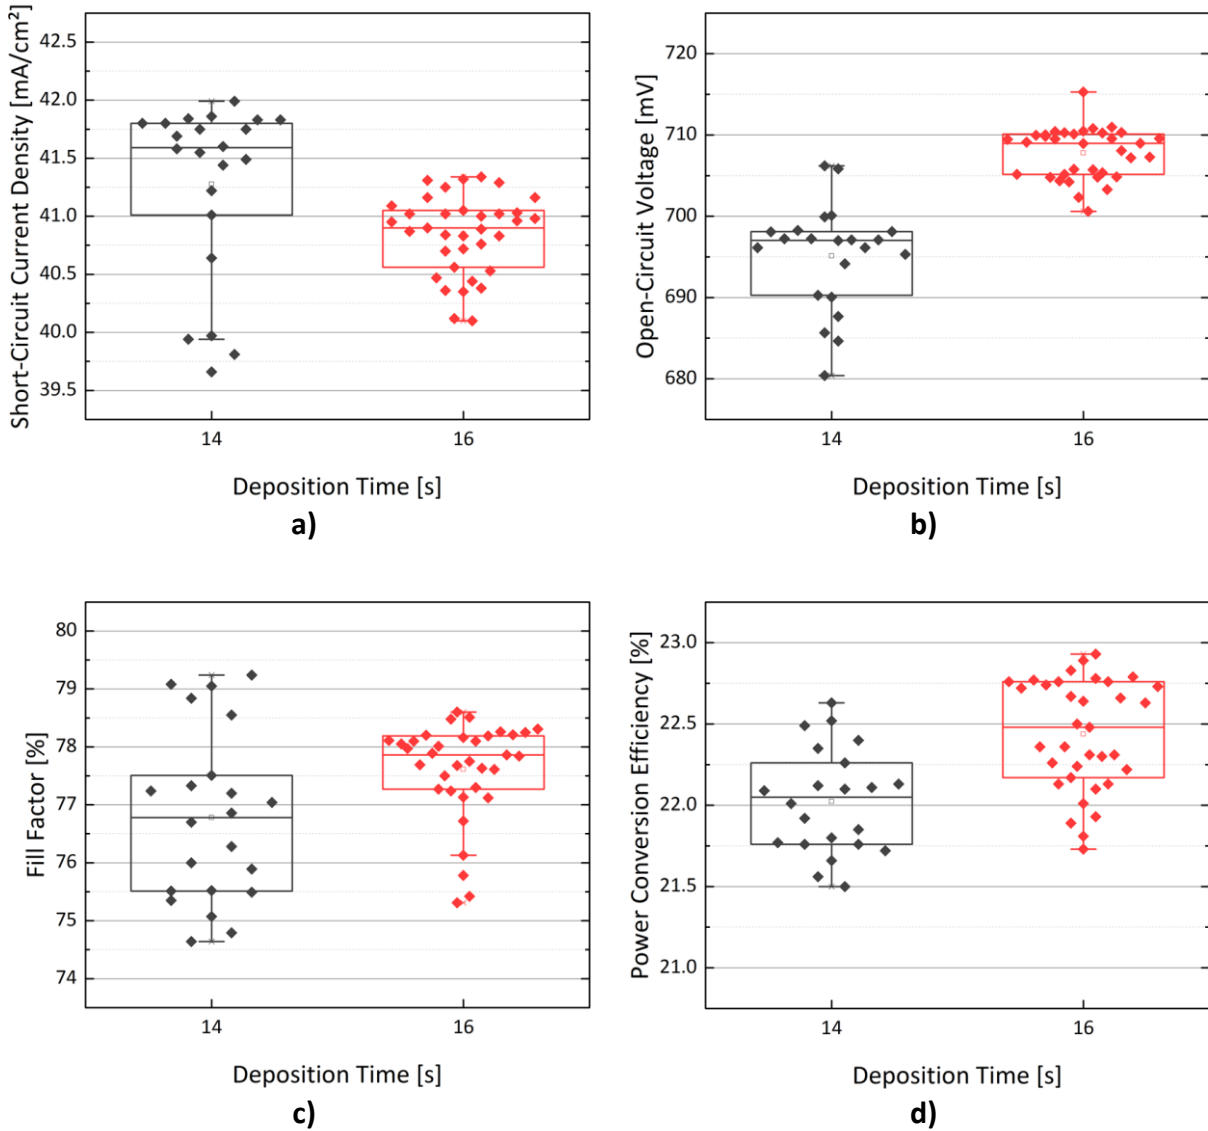 Short-Circuit Current Density [mA/cm²]
42.5
42.0
41.5
41.0
40.5
40.0
39.5
14
16
Deposition Time [s]
a)
Open-Circuit Voltage [mV]
720
710
700
690
680
14
16
Deposition Time [s]
b)
Fill Factor [%]
80
79
78
77
76
75
74
14
16
Deposition Time [s]
c)
Power Conversion Efficiency [%]
23.0
22.5
22.0
21.5
21.0
14
16
Deposition Time [s]
d)